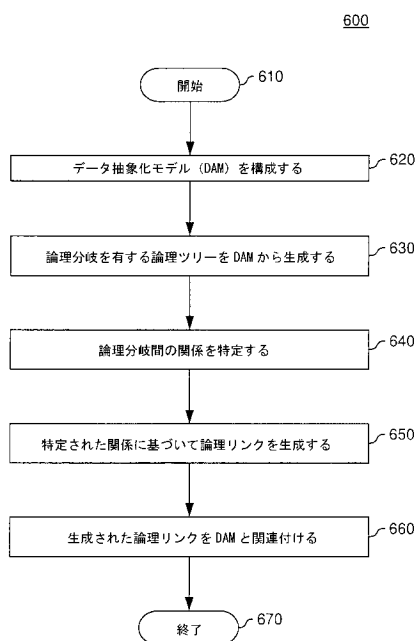 600
開始
610
データ抽象化モデル（DAM）を構成する
620
論理分岐を有する論理ツリーをDAMから生成する
630
論理分岐間の関係を特定する
640
特定された関係に基づいて論理リンクを生成する
650
生成された論理リンクをDAMと関連付ける
660
終了
670